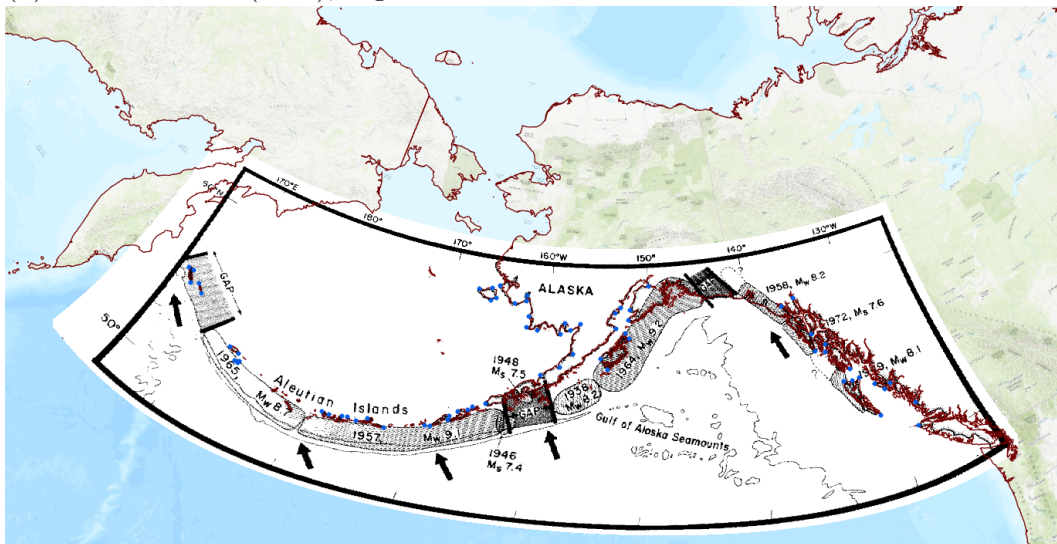 170°E
180°
170°
160°W
150°
140°
130°W
50°
GAP
ALASKA
1958, Mw 8.2
1972, Ms 7.6
Mw 8.1
1964, Mw 9.2
1948
Ms 7.5
GAP
1938,
Mw 8.2
Gulf of Alaska Seamounts
1965,
Mw 8.7
Aleutian Islands
1957,
Mw 9.1
1946
Ms 7.4